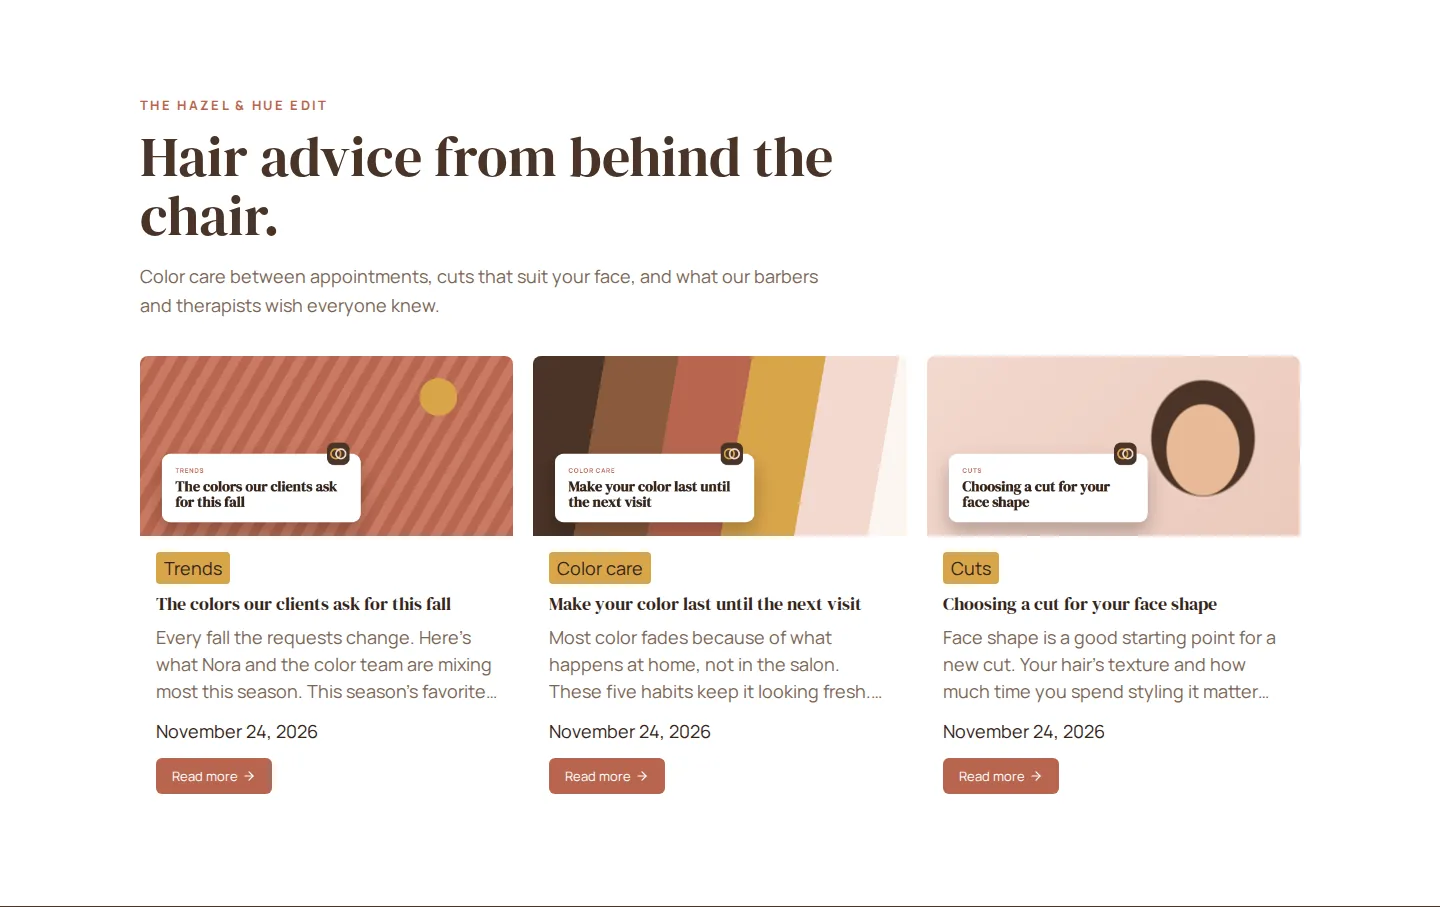 THE HAZEL & HUE EDIT
Hair advice from behind the
chair.
Color care between appointments, cuts that suit your face, and what our barbers
and therapists wish everyone knew.
TRENDS
The colors our clients ask
for this fall
Trends
The colors our clients ask for this fall
Every fall the requests change. Here’s
what Nora and the color team are mixing
most this season. This season’s favorite…
November 24, 2026
Read more →
COLOR CARE
Make your color last until
the next visit
Color care
Make your color last until the next visit
Most color fades because of what
happens at home, not in the salon.
These five habits keep it looking fresh.…
November 24, 2026
Read more →
CUTS
Choosing a cut for your
face shape
Cuts
Choosing a cut for your face shape
Face shape is a good starting point for a
new cut. Your hair’s texture and how
much time you spend styling it matter…
November 24, 2026
Read more →